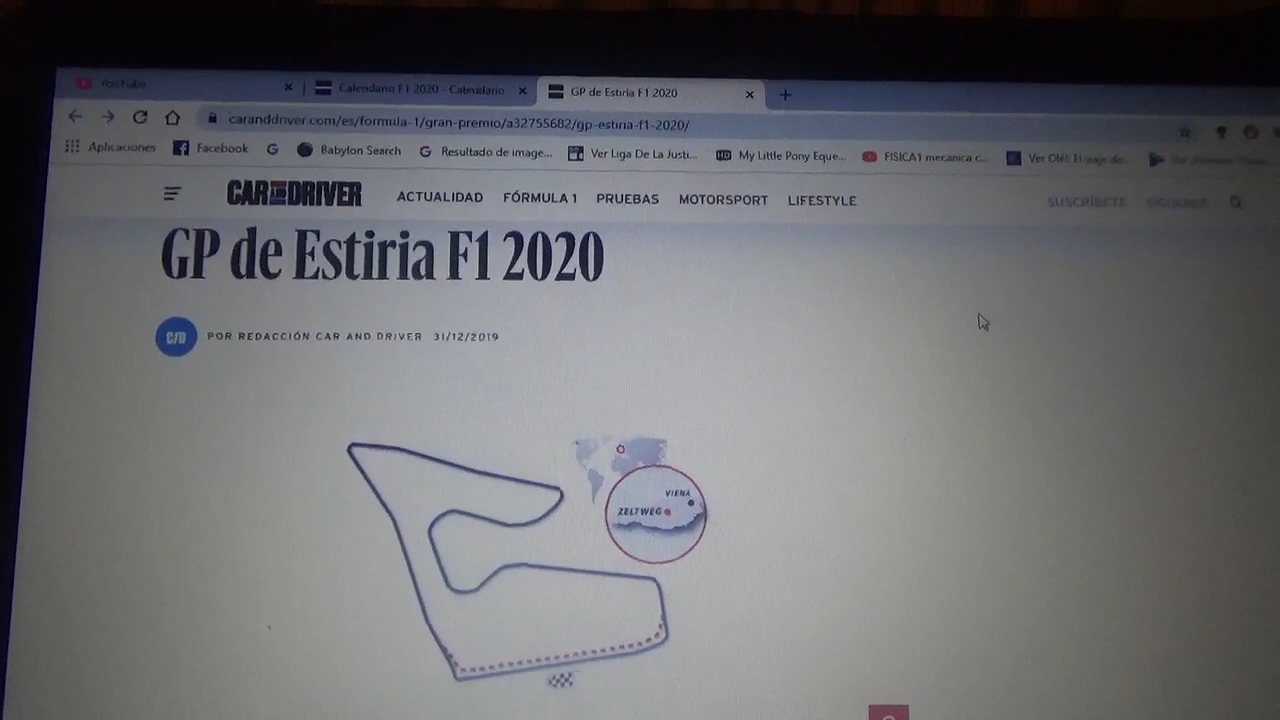 YouTube
Calendario F1 2020 - Calendario
GP de Estiria F1 2020
caranddriver.com/es/formula-1/gran-premio/a32755682/gp-estiria-f1-2020/
Aplicaciones Facebook Babylon Search Resultado de image... Ver Liga De La Justi... HD My Little Pony Eque... FISICA1 mecanica c...
CAR AND DRIVER ACTUALIDAD FÓRMULA 1 PRUEBAS MOTORSPORT LIFESTYLE SUSCRÍBETE
GP de Estiria F1 2020
C/D POR REDACCIÓN CAR AND DRIVER 31/12/2019
VIENA
ZELTWEG